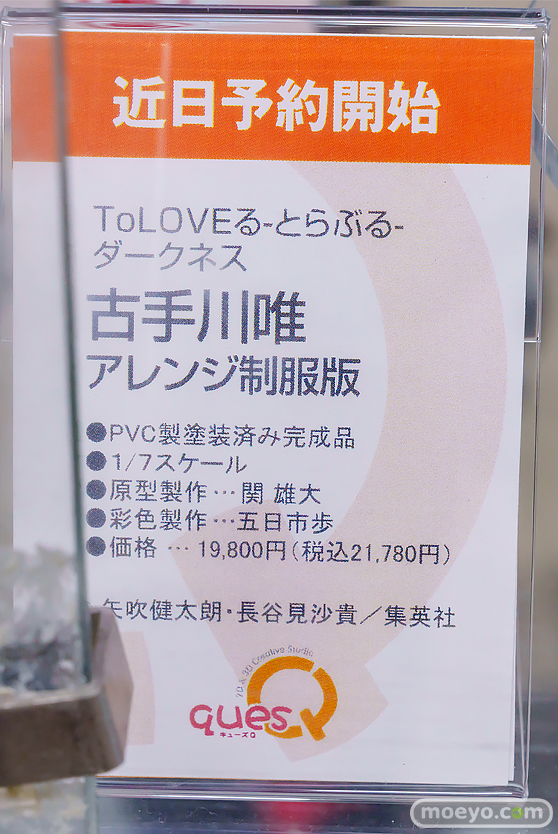 近日予約開始
ToLOVEる-とらぶる-
ダークネス
古手川唯
アレンジ制服版
●PVC製塗装済み完成品
●1/7スケール
●原型製作…関 雄大
●彩色製作…五日市歩
●価格 … 19,800円(税込21,780円)
矢吹健太朗・長谷見沙貴／集英社
2D & 3D Creative Studio
quesQ
キューズQ
moeyo.com